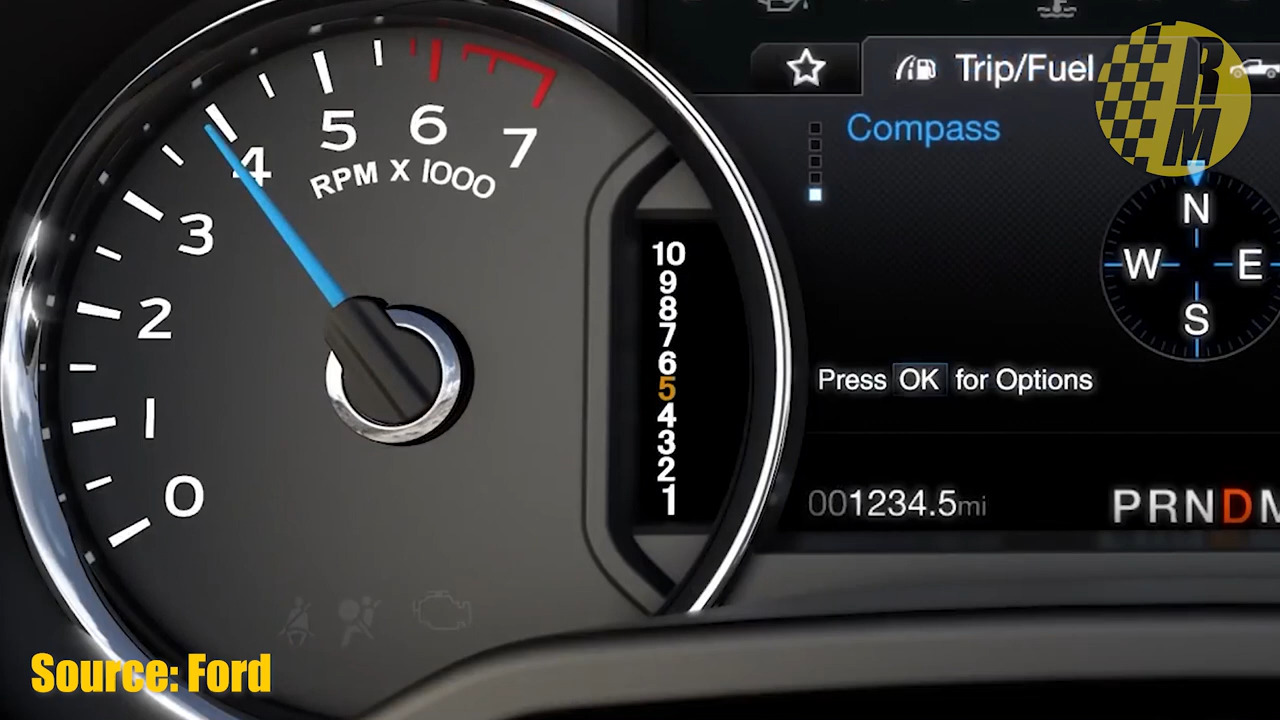 0
1
2
3
4
5
6
7
RPM X 1000
10
9
8
7
6
5
4
3
2
1
Trip/Fuel
Compass
N
W E
S
Press OK for Options
001234.5mi
PRNDM
RM
Source: Ford